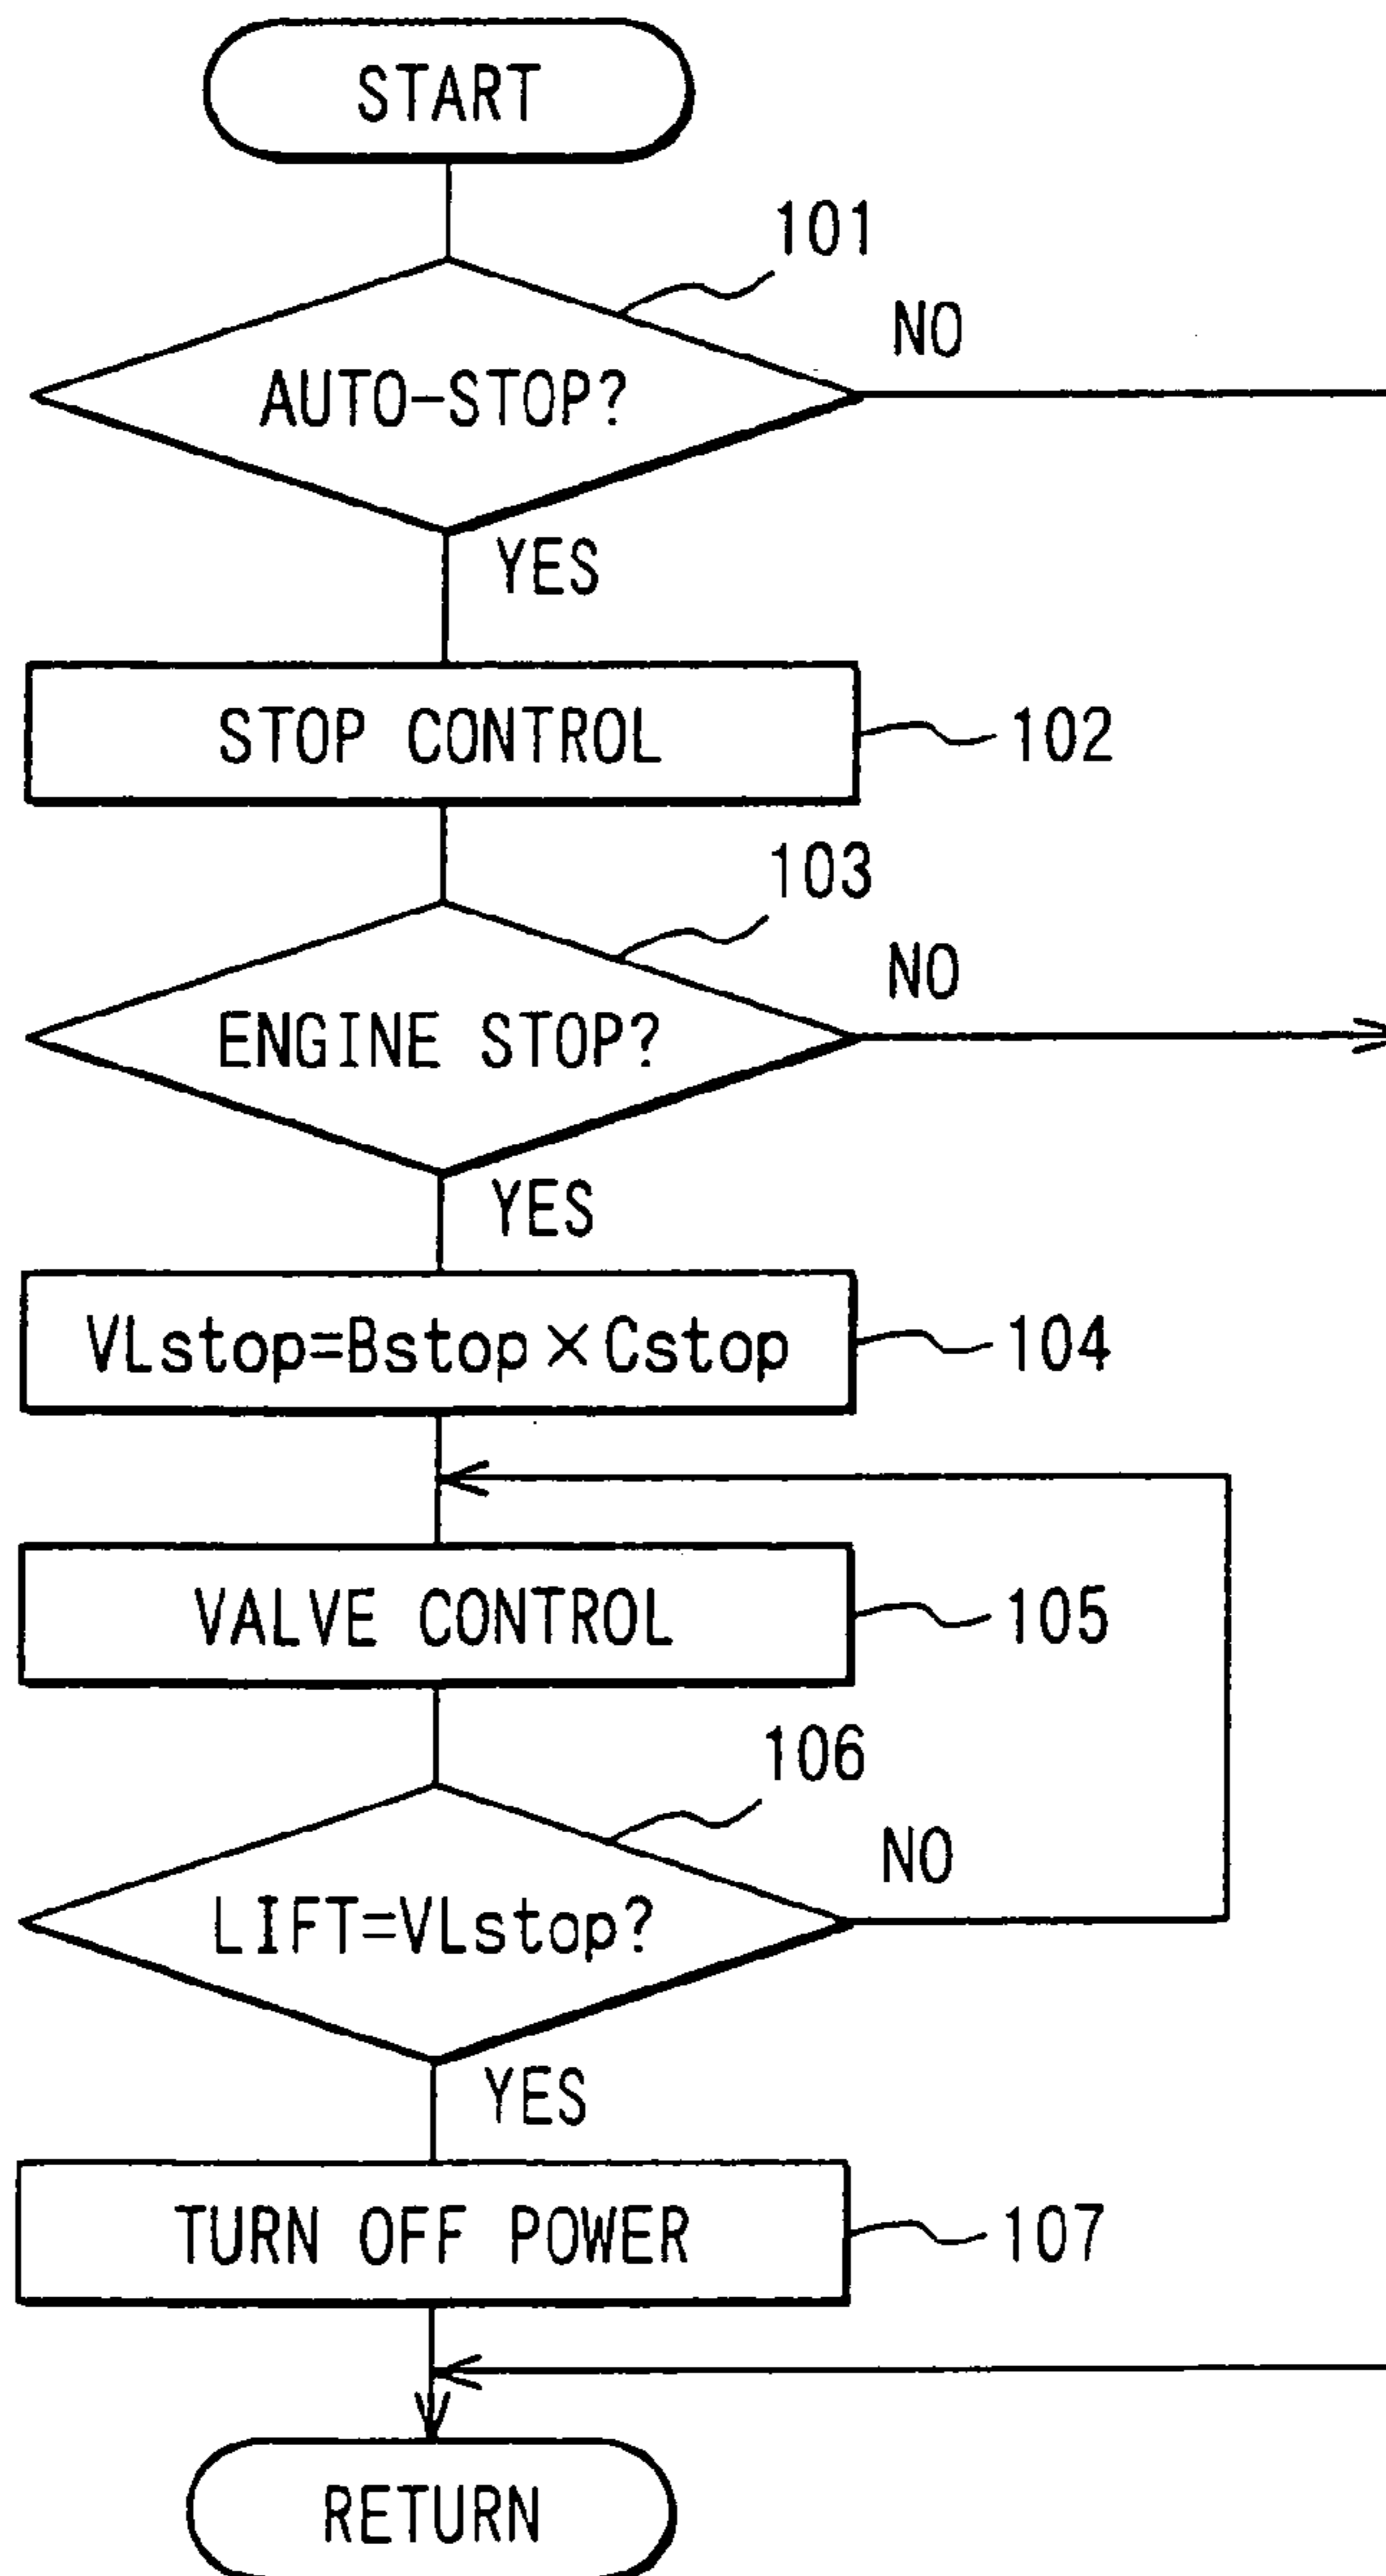 START
101
NO
AUTO-STOP?
YES
STOP CONTROL
102
103
NO
ENGINE STOP?
YES
VLstop=Bstop×Cstop
104
VALVE CONTROL
105
106
NO
LIFT=VLstop?
YES
TURN OFF POWER
107
RETURN